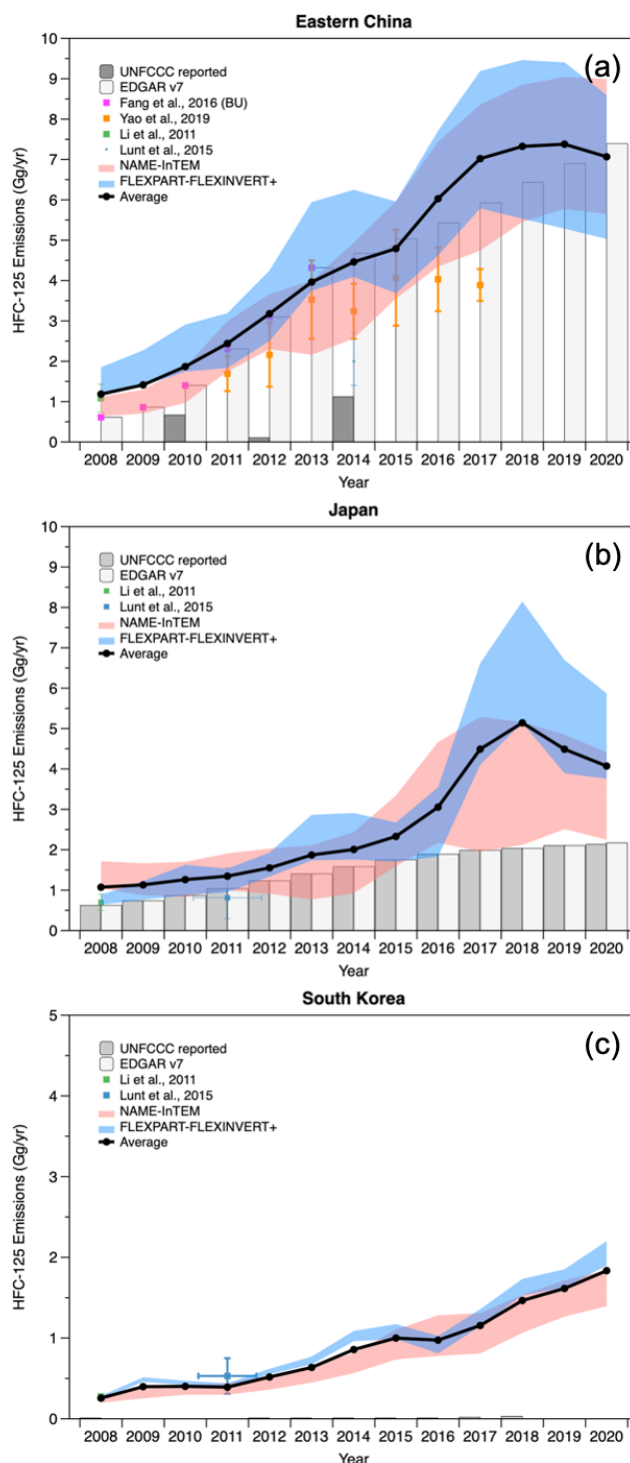 Eastern China
(a)
10
9
8
7
6
5
4
3
2
1
0
HFC-125 Emissions (Gg/yr)
UNFCCC reported
EDGAR v7
Fang et al., 2016 (BU)
Yao et al., 2019
Li et al., 2011
Lunt et al., 2015
NAME-InTEM
FLEXPART-FLEXINVERT+
Average
2008 2009 2010 2011 2012 2013 2014 2015 2016 2017 2018 2019 2020
Year
Japan
(b)
10
9
8
7
6
5
4
3
2
1
0
HFC-125 Emissions (Gg/yr)
UNFCCC reported
EDGAR v7
Li et al., 2011
Lunt et al., 2015
NAME-InTEM
FLEXPART-FLEXINVERT+
Average
2008 2009 2010 2011 2012 2013 2014 2015 2016 2017 2018 2019 2020
Year
South Korea
(c)
5
4
3
2
1
0
HFC-125 Emissions (Gg/yr)
UNFCCC reported
EDGAR v7
Li et al., 2011
Lunt et al., 2015
NAME-InTEM
FLEXPART-FLEXINVERT+
Average
2008 2009 2010 2011 2012 2013 2014 2015 2016 2017 2018 2019 2020
Year